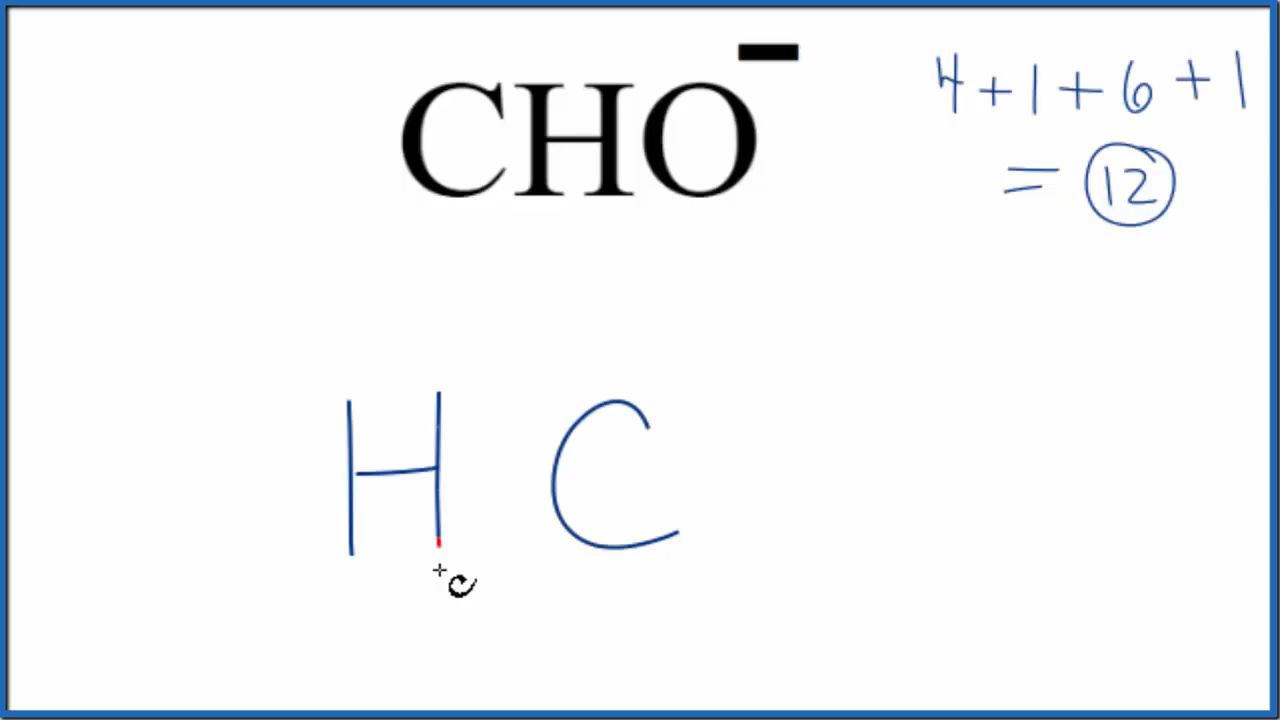 CHO⁻
4 + 1 + 6 + 1
= 12
H C